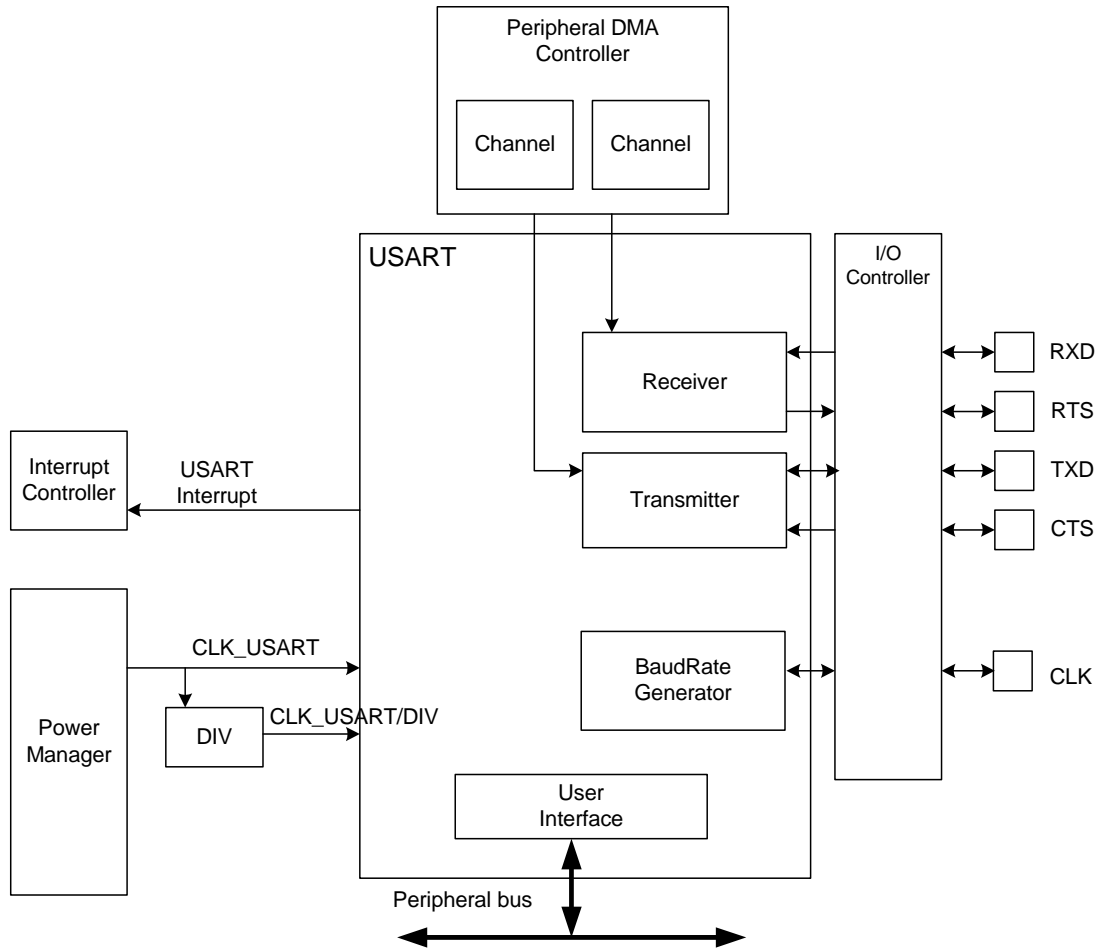 Peripheral DMA
Controller
Channel
Channel
USART
I/O
Controller
Receiver
RXD
RTS
Interrupt
Controller
USART
Interrupt
Transmitter
TXD
CTS
CLK_USART
BaudRate
Generator
CLK
Power
Manager
DIV
CLK_USART/DIV
User
Interface
Peripheral bus